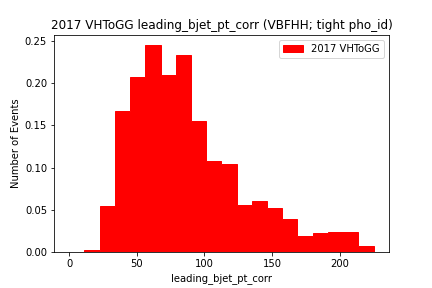 2017 VHToGG leading_bjet_pt_corr (VBFHH; tight pho_id)
2017 VHToGG
Number of Events
0.25
0.20
0.15
0.10
0.05
0.00
0 50 100 150 200
leading_bjet_pt_corr